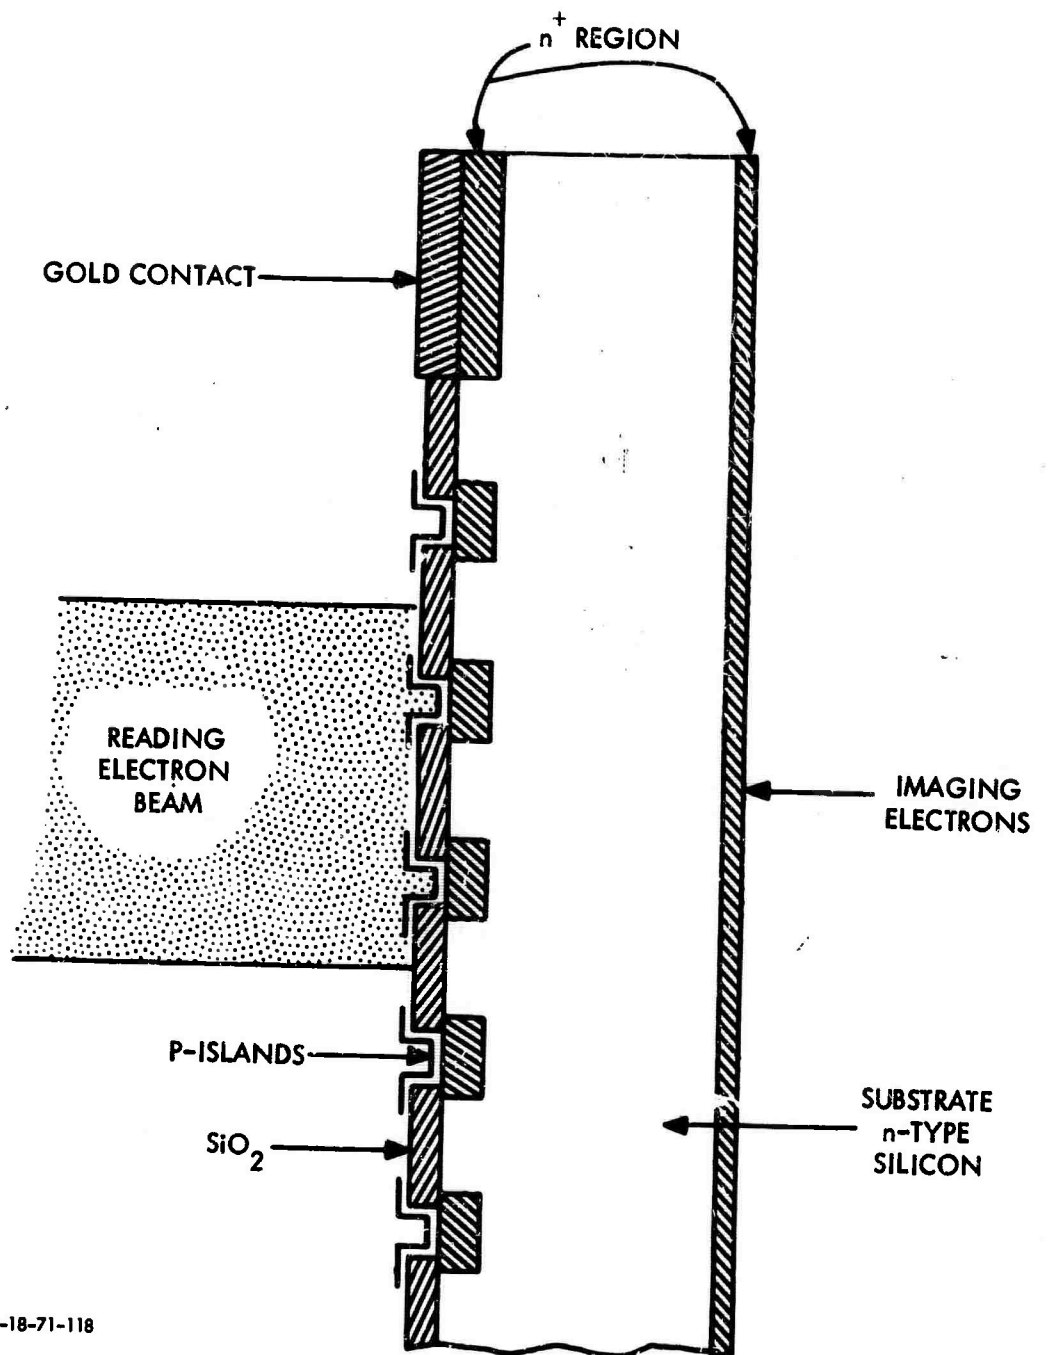 n+ REGION
GOLD CONTACT
READING
ELECTRON
BEAM
IMAGING
ELECTRONS
P-ISLANDS
SUBSTRATE
n-TYPE
SILICON
SiO2
-18-71-118